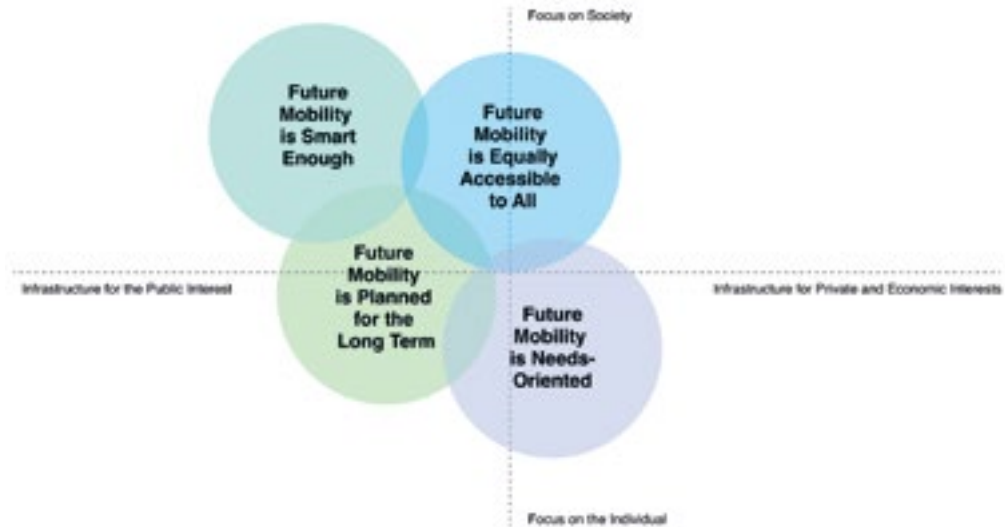 Focus on Society
Future
Mobility
is Smart
Enough
Future
Mobility
is Equally
Accessible
to All
Future
Mobility
is Planned
for the
Long Term
Infrastructure for the Public Interest
Infrastructure for Private and Economic Interests
Future
Mobility
is Needs-
Oriented
Focus on the Individual